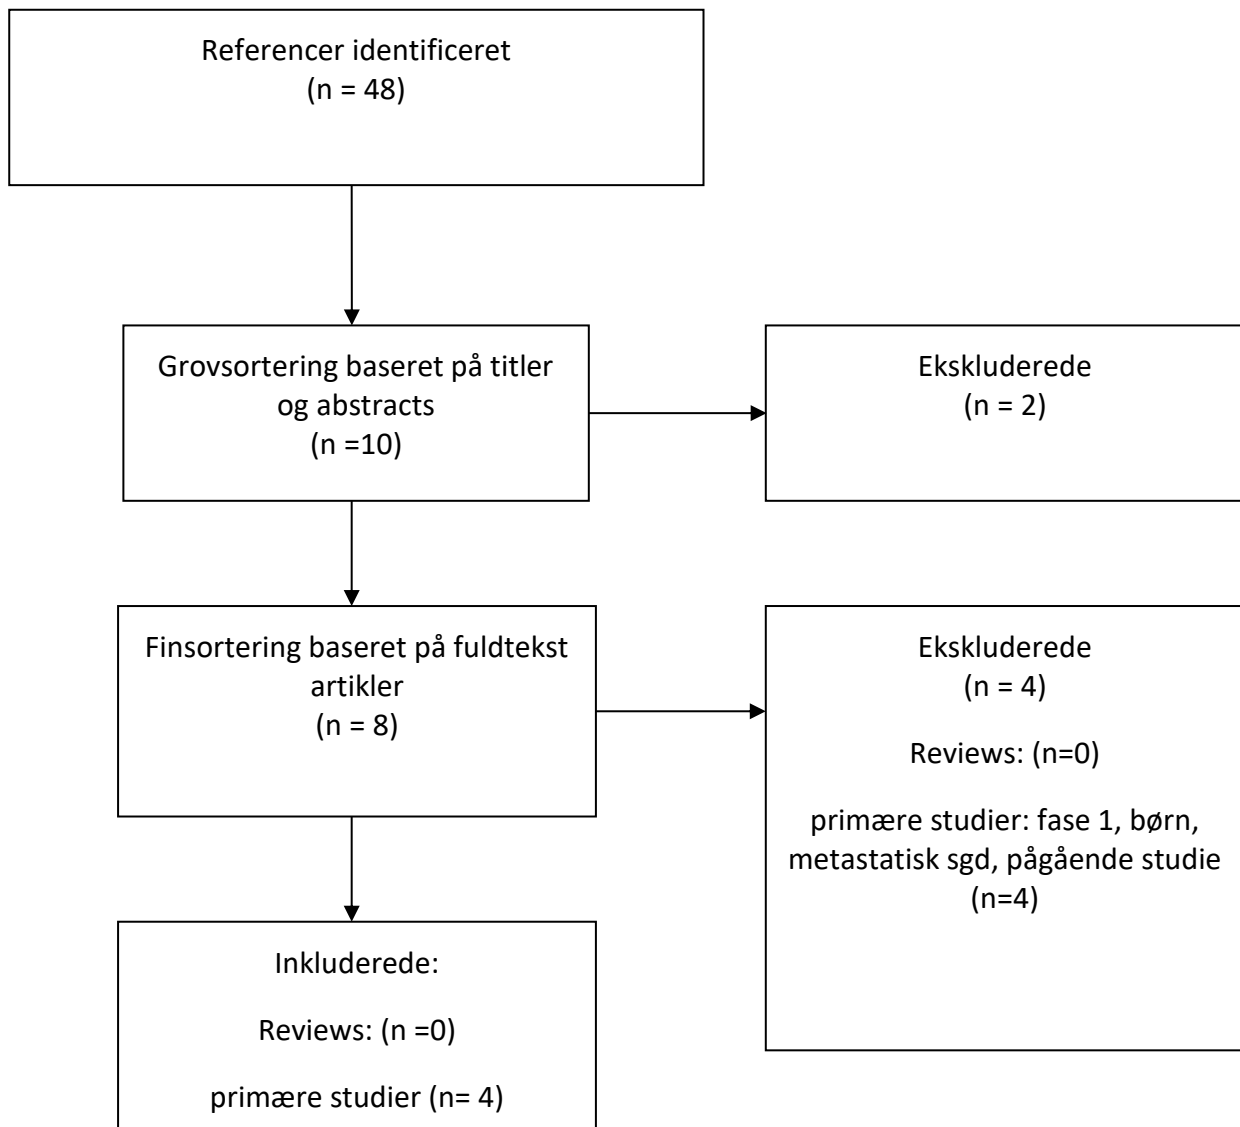 Referencer identificeret
(n = 48)
Grovsortering baseret på titler
og abstracts
(n =10)
Ekskluderede
(n = 2)
Finsortering baseret på fuldtekst
artikler
(n = 8)
Ekskluderede
(n = 4)
Reviews: (n=0)
primære studier: fase 1, børn,
metastatisk sgd, pågående studie
(n=4)
Inkluderede:
Reviews: (n =0)
primære studier (n= 4)